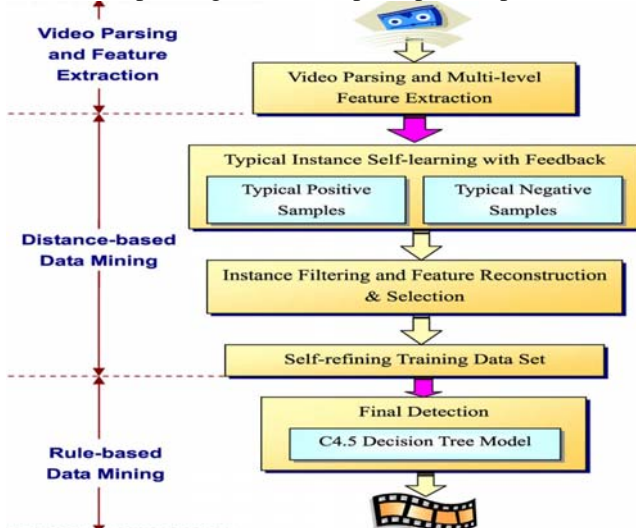 Video Parsing
and Feature
Extraction
Video Parsing and Multi-level
Feature Extraction
Distance-based
Data Mining
Typical Instance Self-learning with Feedback
Typical Positive
Samples
Typical Negative
Samples
Instance Filtering and Feature Reconstruction
& Selection
Self-refining Training Data Set
Rule-based
Data Mining
Final Detection
C4.5 Decision Tree Model